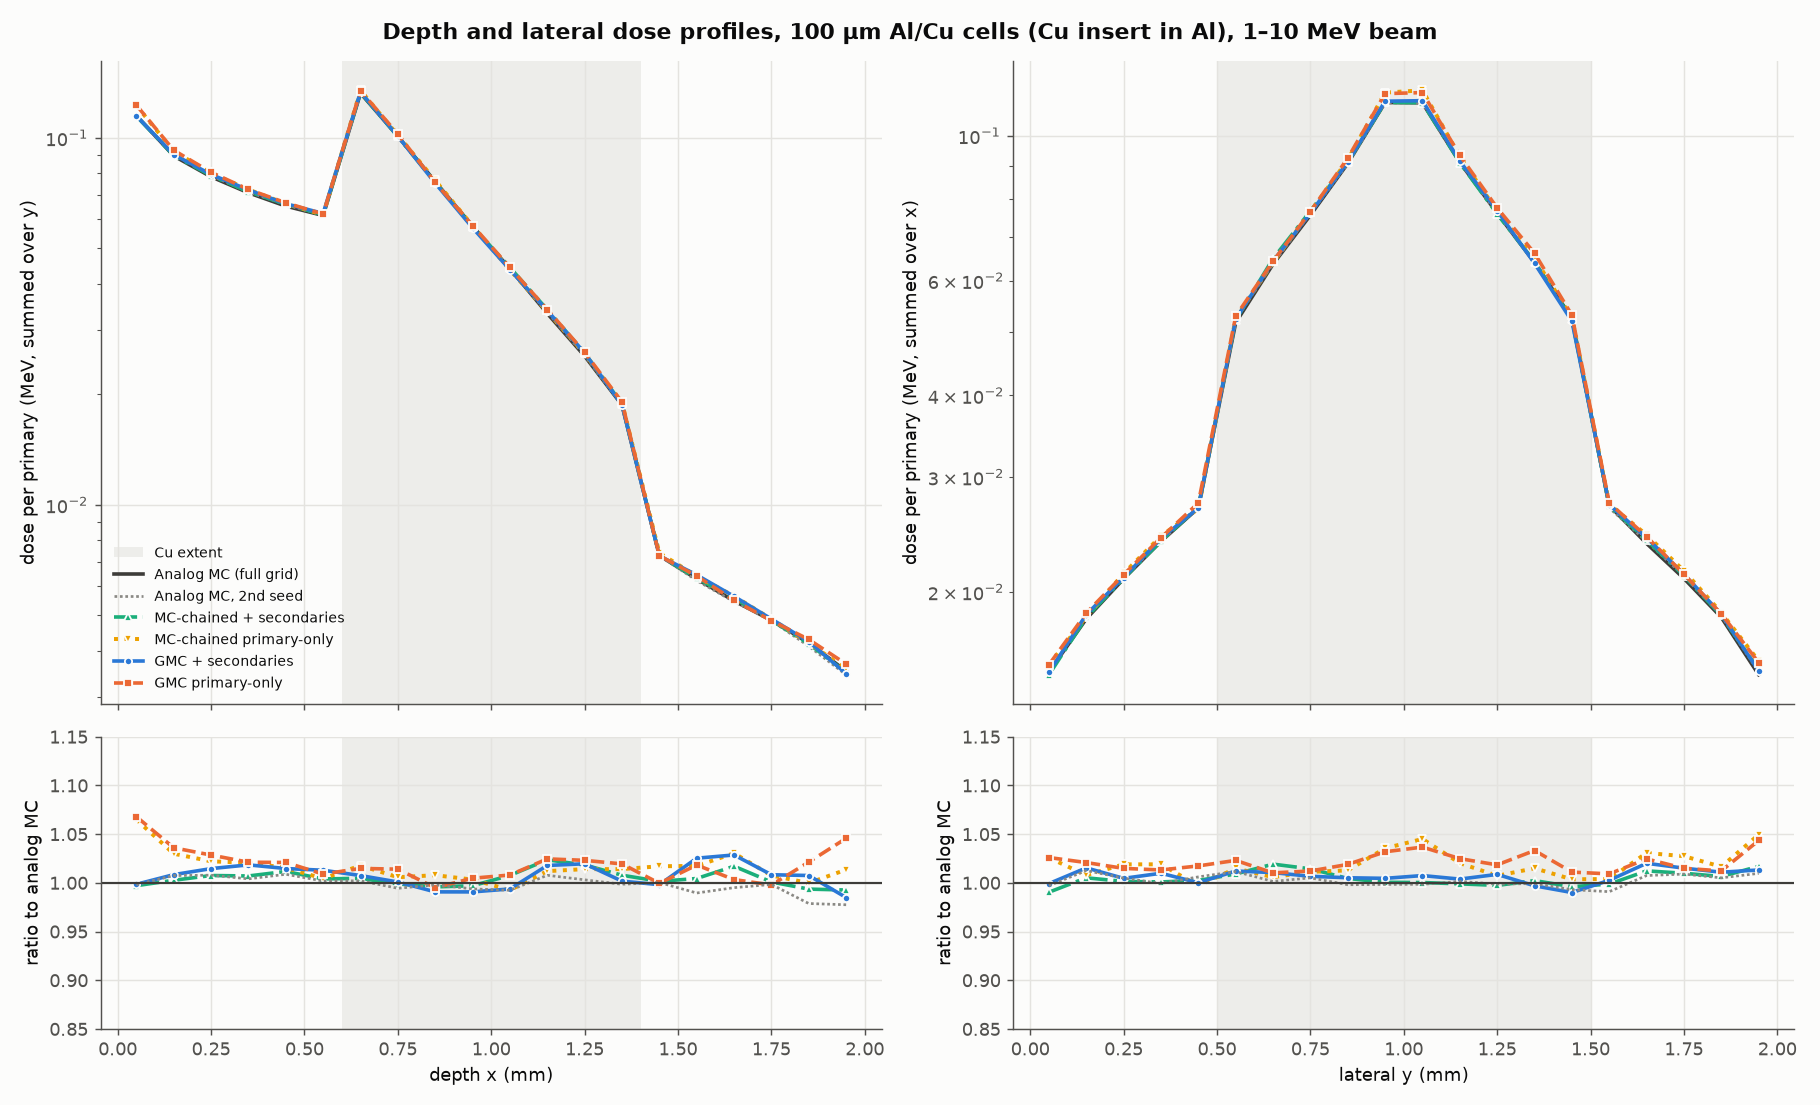 Depth and lateral dose profiles, 100 μm Al/Cu cells (Cu insert in Al), 1–10 MeV beam
dose per primary (MeV, summed over y)
10⁻¹
10⁻²
Cu extent
Analog MC (full grid)
Analog MC, 2nd seed
MC-chained + secondaries
MC-chained primary-only
GMC + secondaries
GMC primary-only
dose per primary (MeV, summed over x)
10⁻¹
6 × 10⁻²
4 × 10⁻²
3 × 10⁻²
2 × 10⁻²
ratio to analog MC
1.15
1.10
1.05
1.00
0.95
0.90
0.85
0.00 0.25 0.50 0.75 1.00 1.25 1.50 1.75 2.00
depth x (mm)
ratio to analog MC
1.15
1.10
1.05
1.00
0.95
0.90
0.85
0.00 0.25 0.50 0.75 1.00 1.25 1.50 1.75 2.00
lateral y (mm)